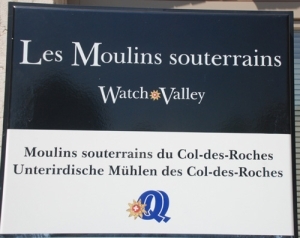 Les Moulins souterrains
Watch Valley
Moulins souterrains du Col-des-Roches
Unterirdische Mühlen des Col-des-Roches
Q